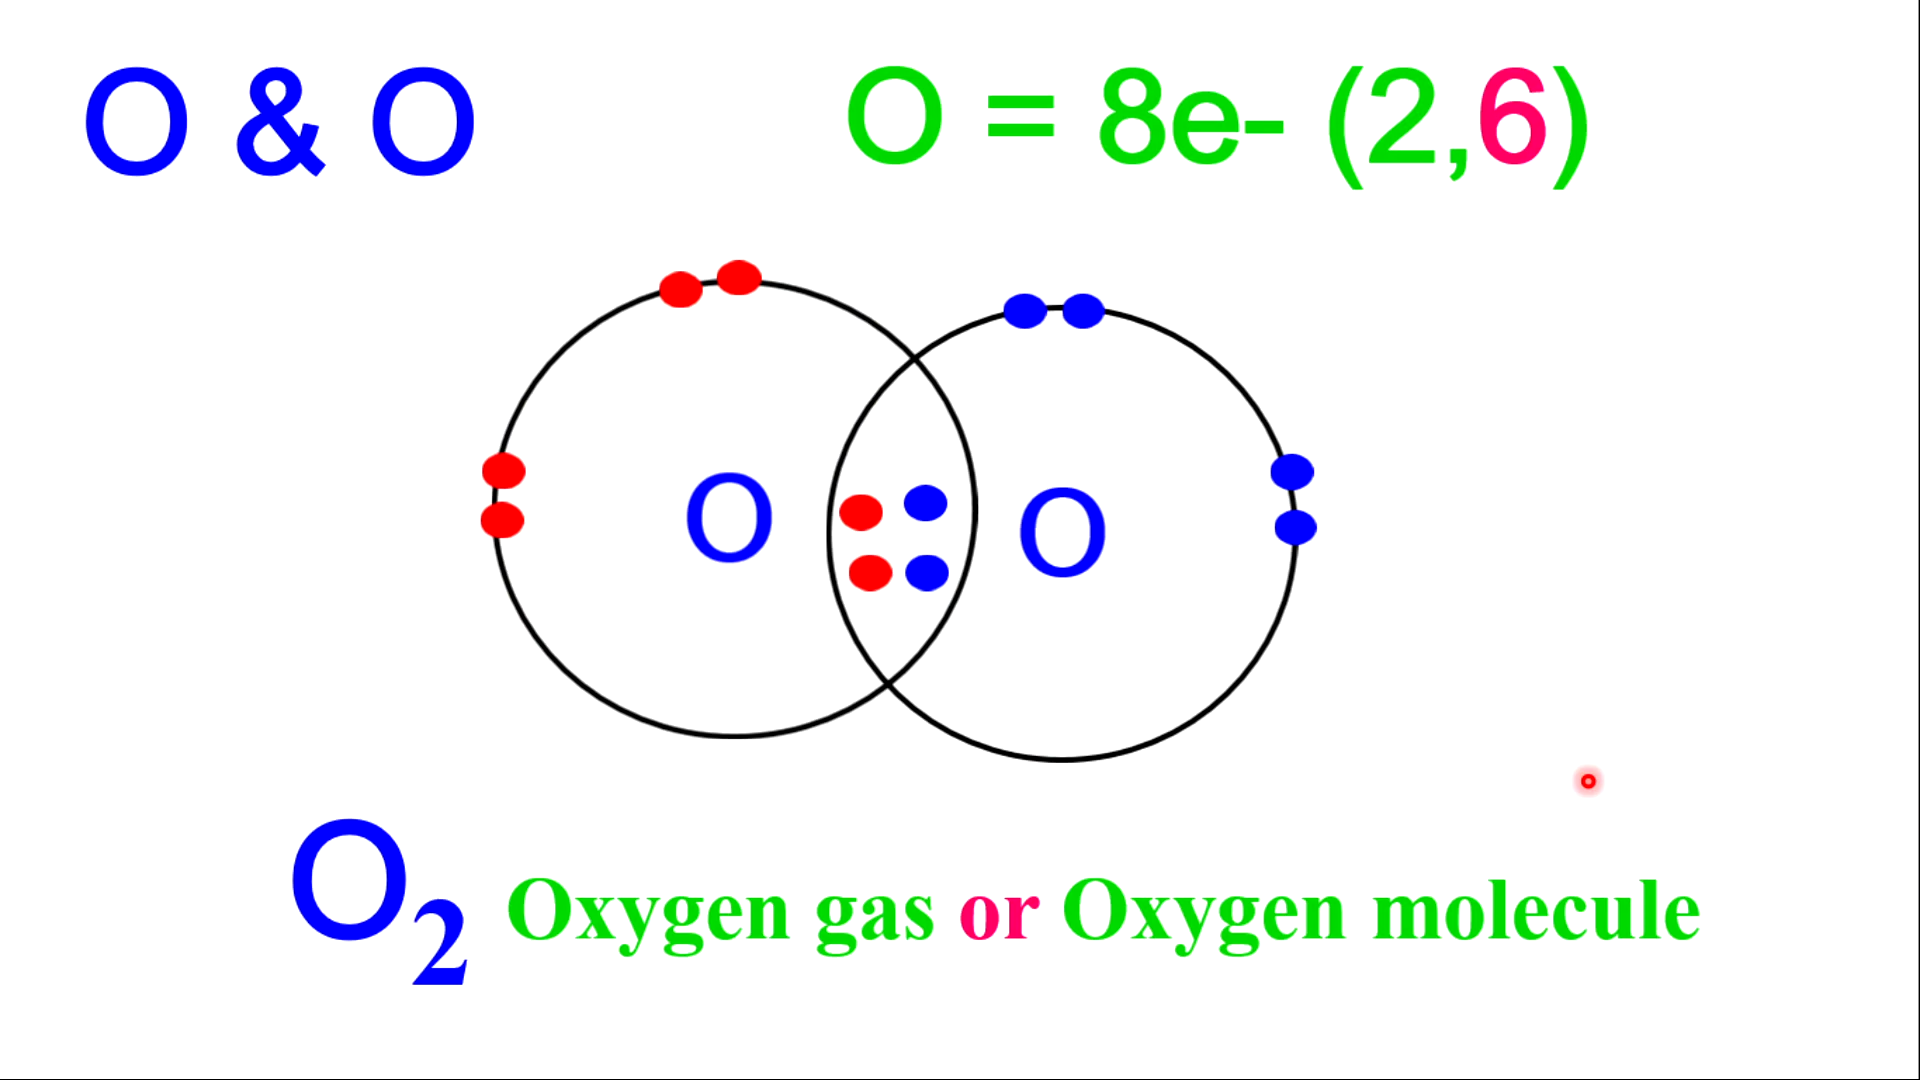 O & O
O = 8e- (2,6)
O O
O2 Oxygen gas or Oxygen molecule